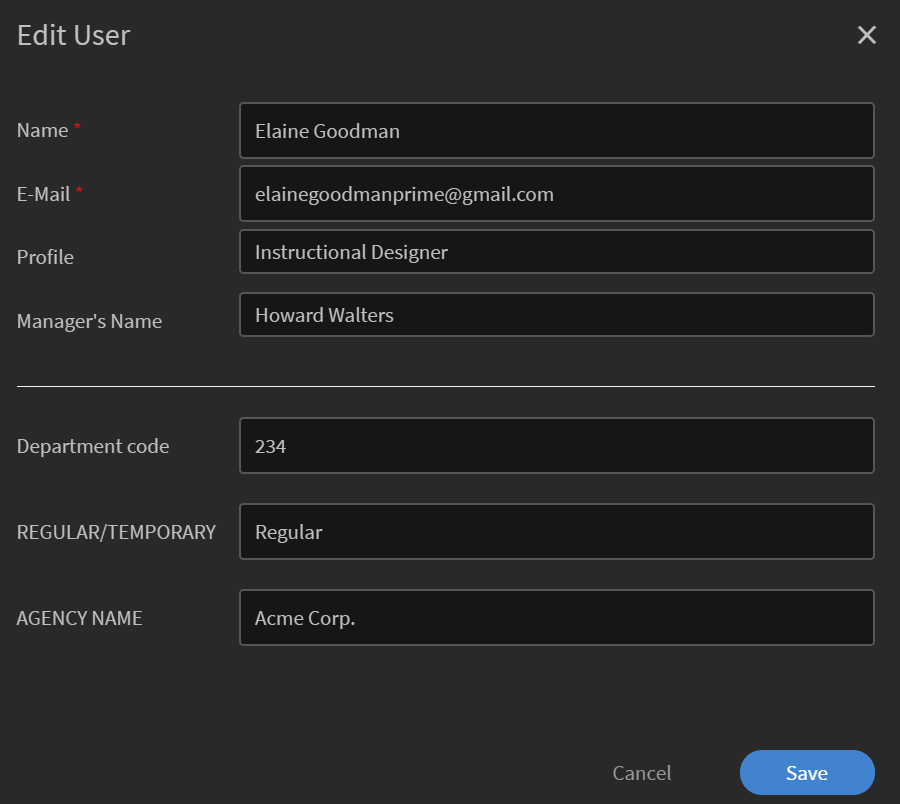 Edit User
Name * Elaine Goodman
E-Mail * elainegoodmanprime@gmail.com
Profile Instructional Designer
Manager's Name Howard Walters
Department code 234
REGULAR/TEMPORARY Regular
AGENCY NAME Acme Corp.
Cancel Save